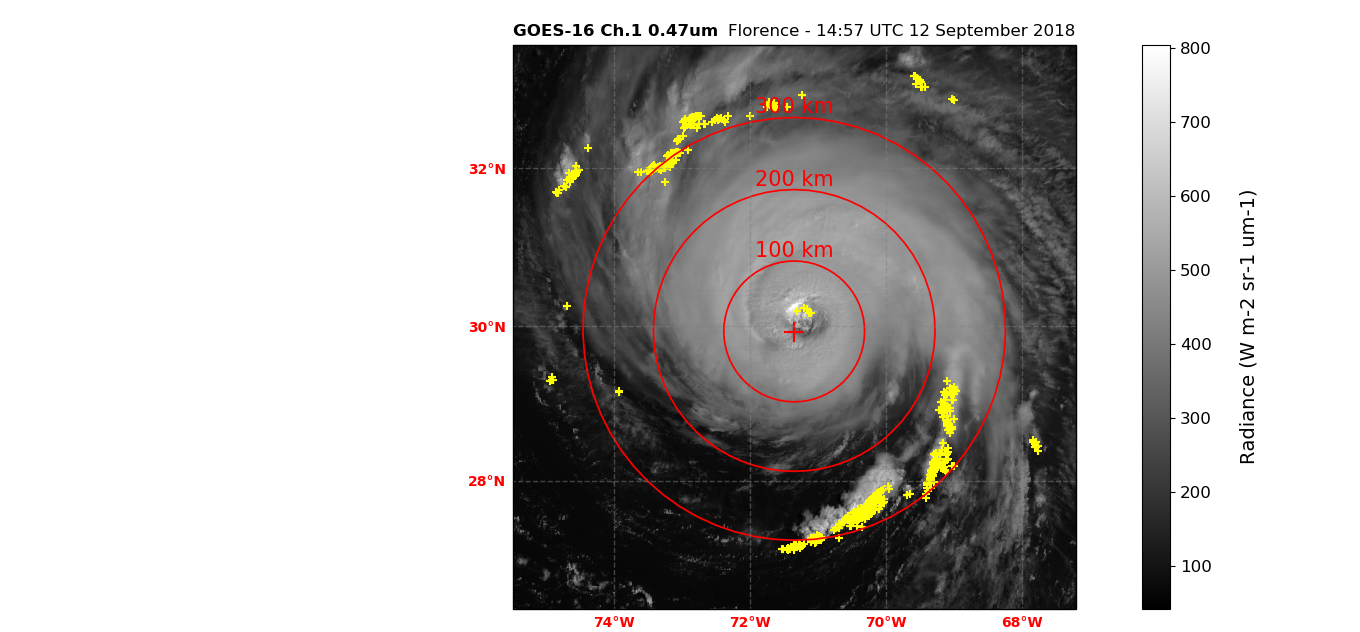 GOES-16 Ch.1 0.47um Florence - 14:57 UTC 12 September 2018
300 km
200 km
100 km
32°N
30°N
28°N
74°W 72°W 70°W 68°W
800
700
600
500
400
300
200
100
Radiance (W m-2 sr-1 um-1)